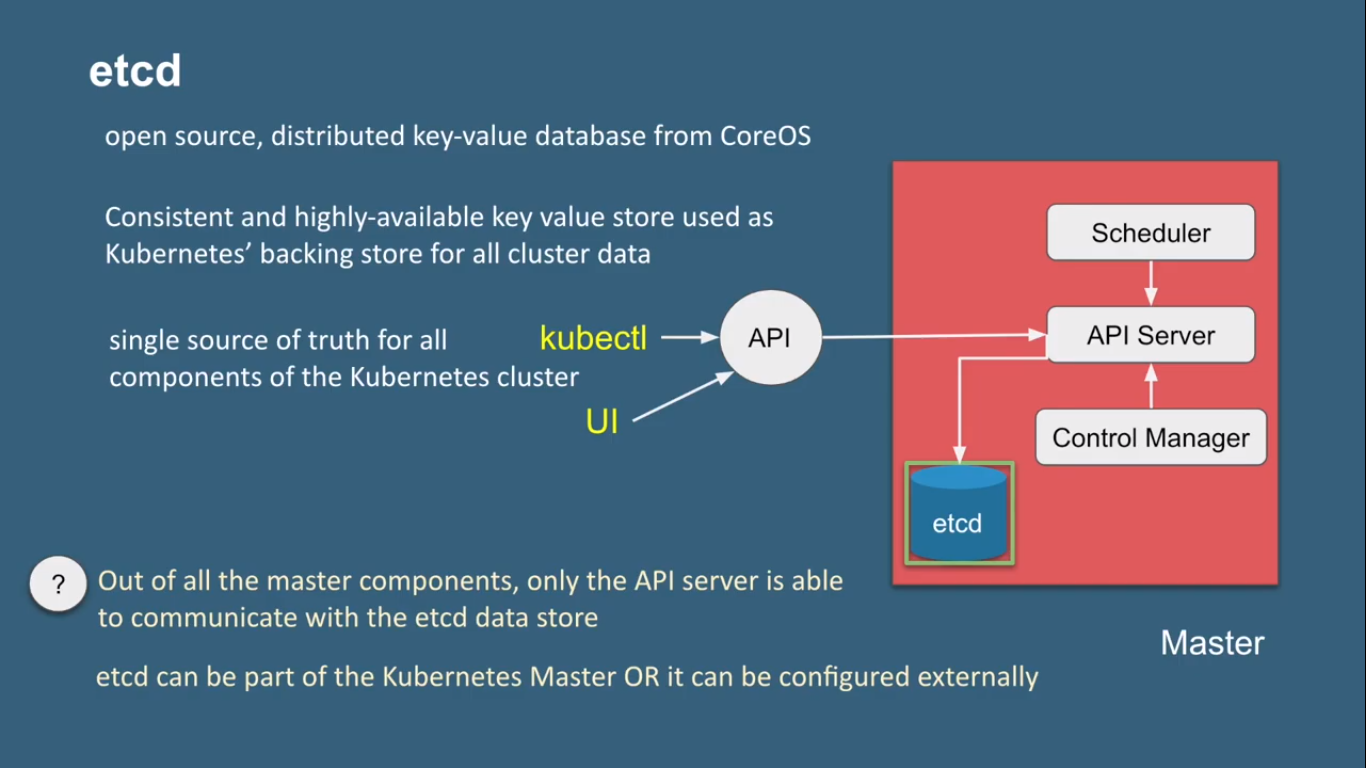 etcd
open source, distributed key-value database from CoreOS
Consistent and highly-available key value store used as
Kubernetes’ backing store for all cluster data
single source of truth for all
components of the Kubernetes cluster
kubectl
UI
API
Scheduler
API Server
Control Manager
etcd
Master
?
Out of all the master components, only the API server is able
to communicate with the etcd data store
etcd can be part of the Kubernetes Master OR it can be configured externally